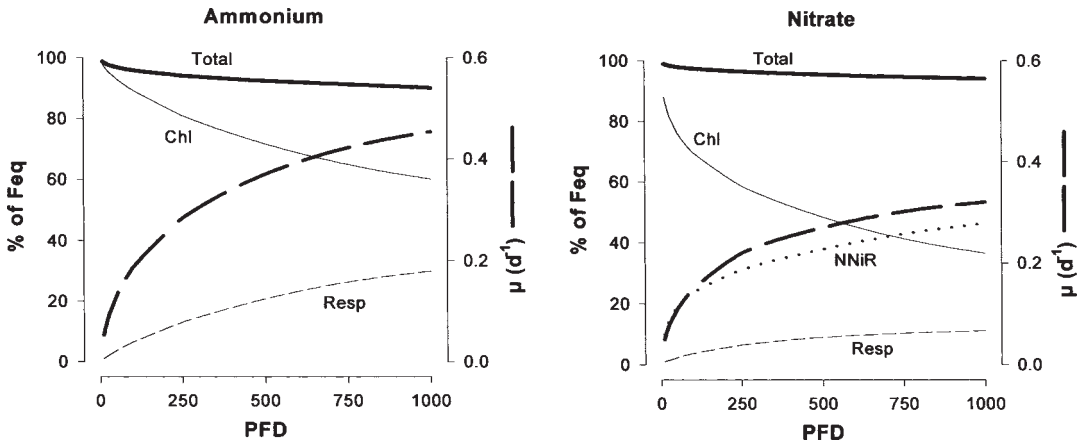 Ammonium
100
80
60
40
20
0
% of Feq
Total
Chl
Resp
0.6
0.4
0.2
0.0
µ (d-1)
0
250
500
750
1000
PFD
Nitrate
100
80
60
40
20
0
% of Feq
Total
Chl
NNiR
Resp
0.6
0.4
0.2
0.0
µ (d-1)
0
250
500
750
1000
PFD